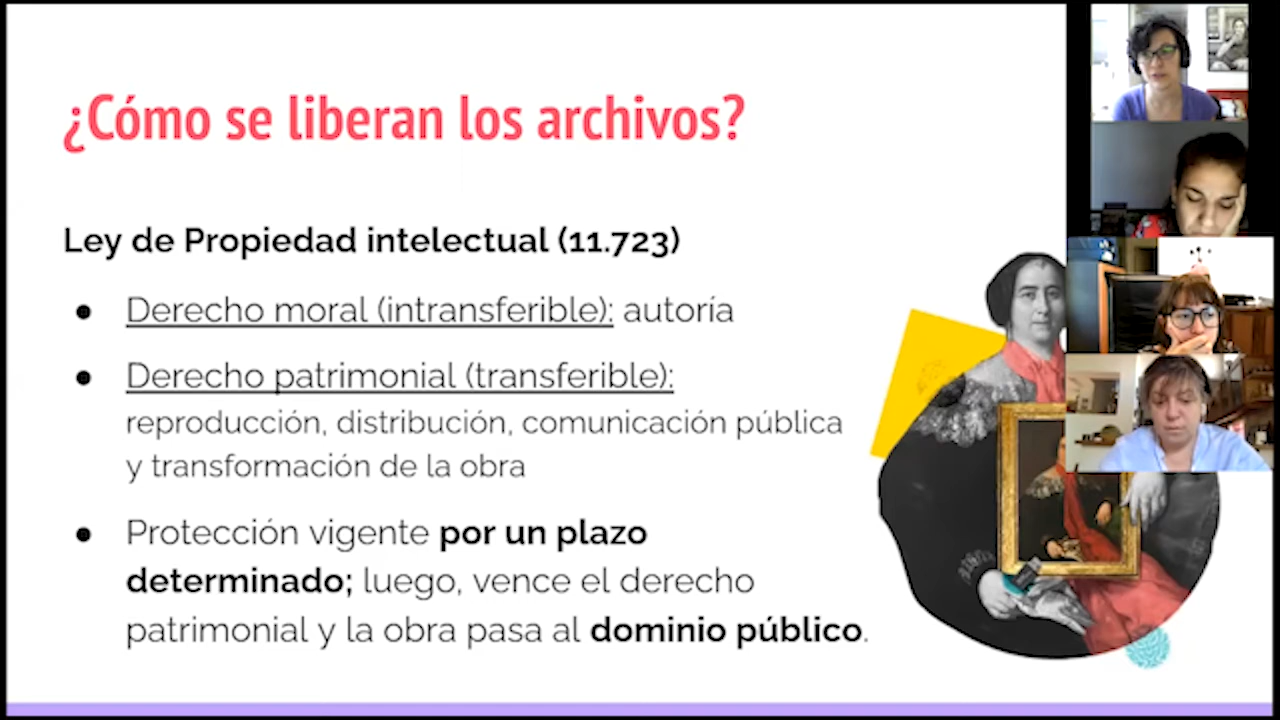 ¿Cómo se liberan los archivos?
Ley de Propiedad intelectual (11.723)
● Derecho moral (intransferible): autoría
● Derecho patrimonial (transferible):
reproducción, distribución, comunicación pública
y transformación de la obra
● Protección vigente por un plazo
determinado; luego, vence el derecho
patrimonial y la obra pasa al dominio público.